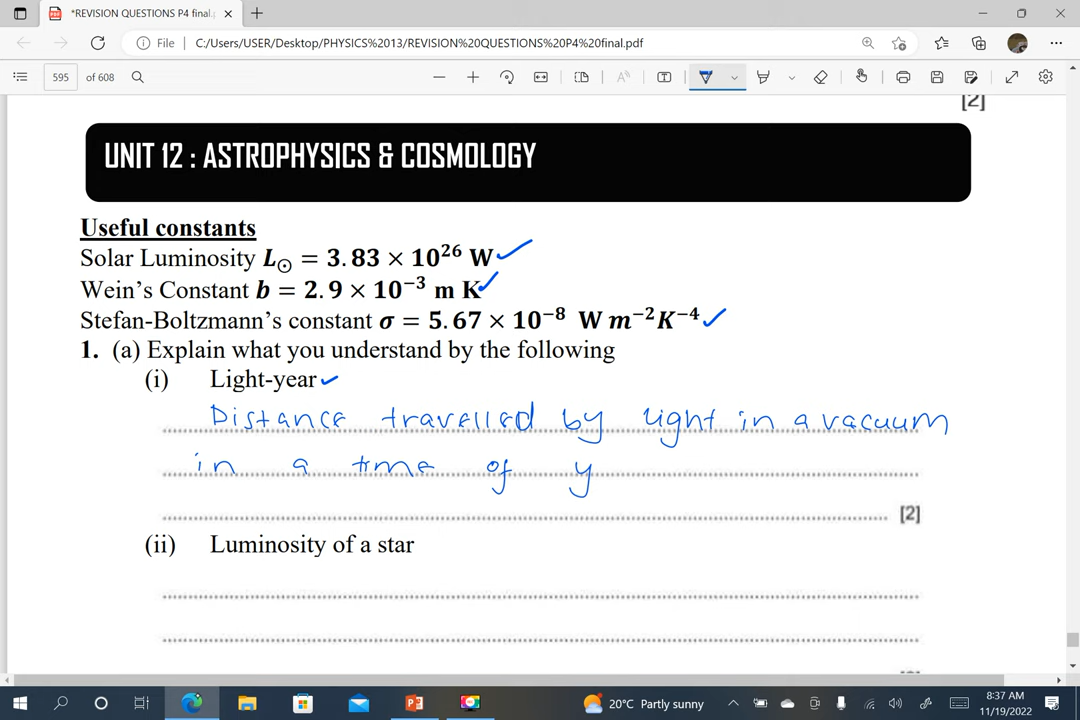 *REVISION QUESTIONS P4 final.
File C:/Users/USER/Desktop/PHYSICS%2013/REVISION%20QUESTIONS%20P4%20final.pdf
595 of 608
[2]
UNIT 12 : ASTROPHYSICS & COSMOLOGY
Useful constants
Solar Luminosity L⊙ = 3.83 × 10²⁶ W
Wein's Constant b = 2.9 × 10⁻³ m K
Stefan-Boltzmann's constant σ = 5.67 × 10⁻⁸ W m⁻²K⁻⁴
1. (a) Explain what you understand by the following
(i) Light-year
Distance travelled by light in a vacuum
in a time of y
[2]
(ii) Luminosity of a star
20°C Partly sunny
8:37 AM
11/19/2022